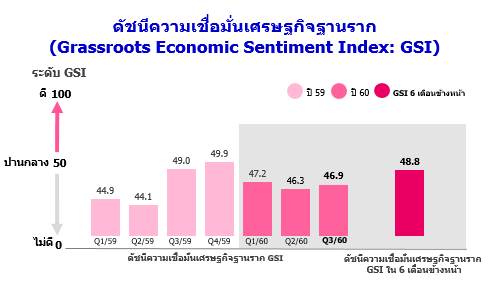 ดัชนีความเชื่อมั่นเศรษฐกิจฐานราก
(Grassroots Economic Sentiment Index: GSI)
ระดับ GSI
ปี 59 ปี 60 GSI 6 เดือนข้างหน้า
ดี 100
ปานกลาง 50
ไม่ดี 0
44.9 44.1 49.0 49.9 47.2 46.3 46.9 48.8
Q1/59 Q2/59 Q3/59 Q4/59 Q1/60 Q2/60 Q3/60
ดัชนีความเชื่อมั่นเศรษฐกิจฐานราก GSI
ดัชนีความเชื่อมั่นเศรษฐกิจฐานราก
GSI ใน 6 เดือนข้างหน้า